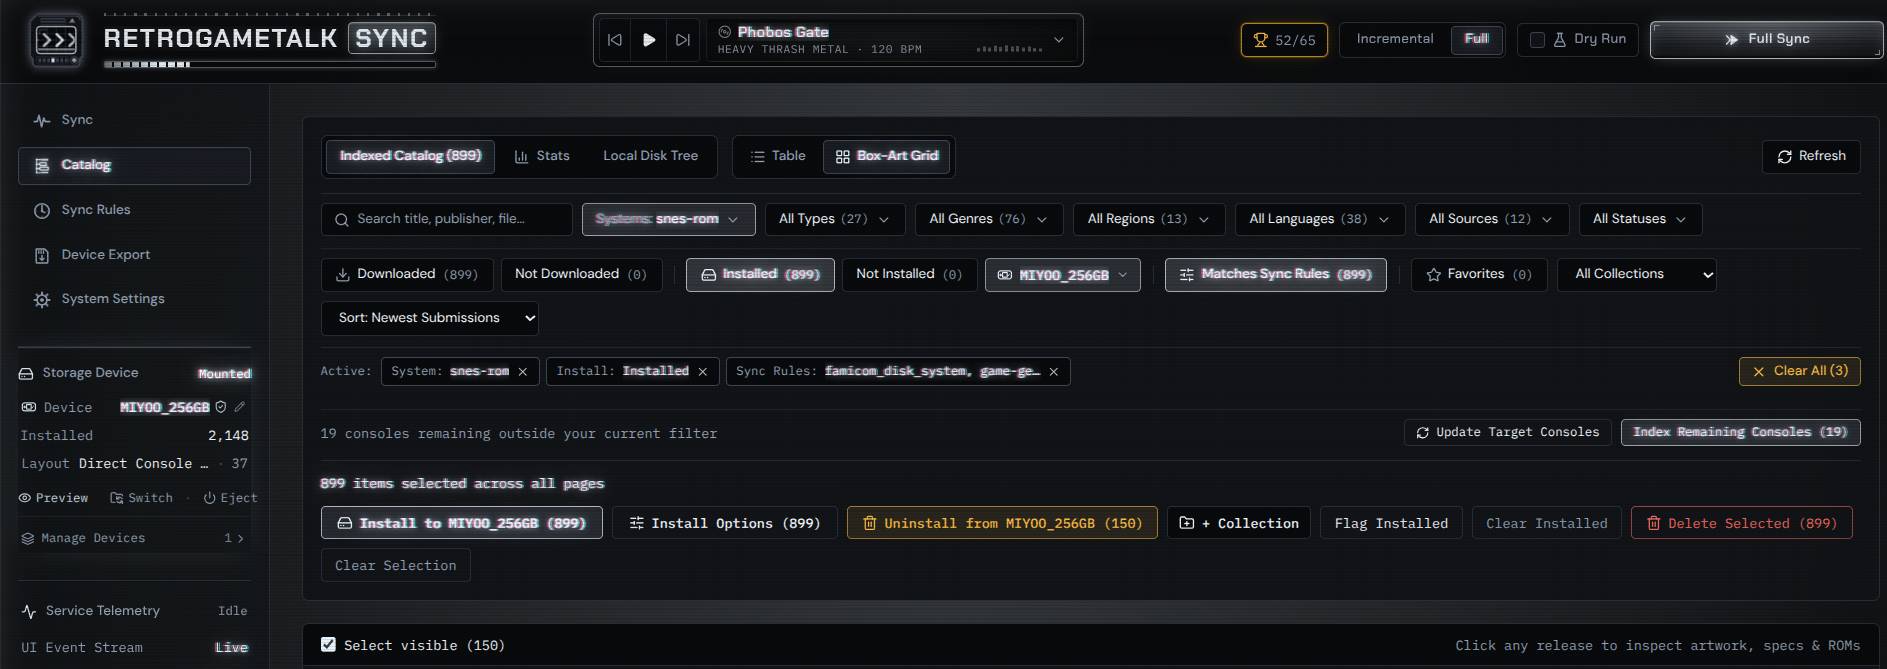 RETROGAMETALK SYNC
Phobos Gate
HEAVY THRASH METAL · 120 BPM
52/65
Incremental Full
Dry Run
Full Sync
Sync
Catalog
Sync Rules
Device Export
System Settings
Storage Device Mounted
Device MIYOO_256GB
Installed 2,148
Layout Direct Console … · 37
Preview Switch · Eject
Manage Devices 1
Service Telemetry Idle
UI Event Stream Live
Indexed Catalog (899) Stats Local Disk Tree Table Box-Art Grid Refresh
Search title, publisher, file... Systems: snes-rom All Types (27) All Genres (76) All Regions (13) All Languages (38) All Sources (12) All Statuses
Downloaded (899) Not Downloaded (0) Installed (899) Not Installed (0) MIYOO_256GB Matches Sync Rules (899) Favorites (0) All Collections
Sort: Newest Submissions
Active: System: snes-rom × Install: Installed × Sync Rules: famicom_disk_system, game-ge… × × Clear All (3)
19 consoles remaining outside your current filter Update Target Consoles Index Remaining Consoles (19)
899 items selected across all pages
Install to MIYOO_256GB (899) Install Options (899) Uninstall from MIYOO_256GB (150) + Collection Flag Installed Clear Installed Delete Selected (899)
Clear Selection
Select visible (150) Click any release to inspect artwork, specs & ROMs